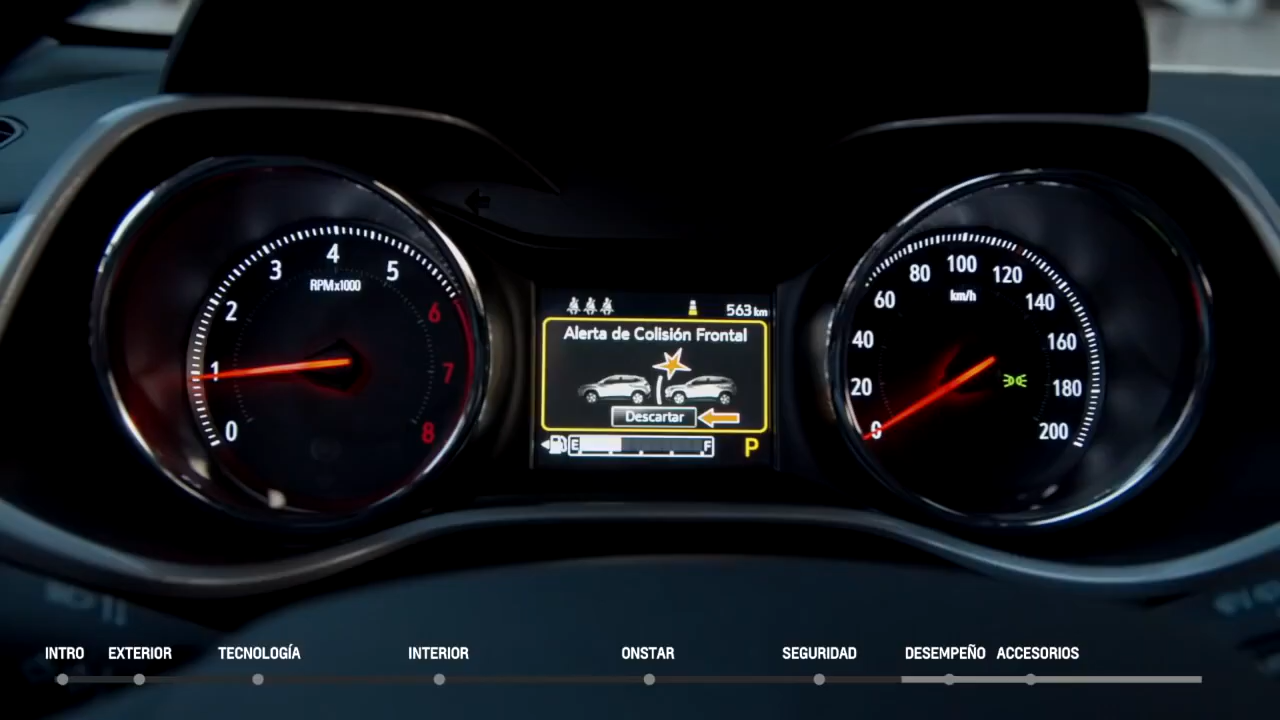 4
3
5
RPMx1000
2
6
1
7
0
8
563 km
Alerta de Colisión Frontal
Descartar
E
F
P
100
80
120
km/h
60
140
40
160
20
180
0
200
INTRO EXTERIOR TECNOLOGÍA INTERIOR ONSTAR SEGURIDAD DESEMPEÑO ACCESORIOS